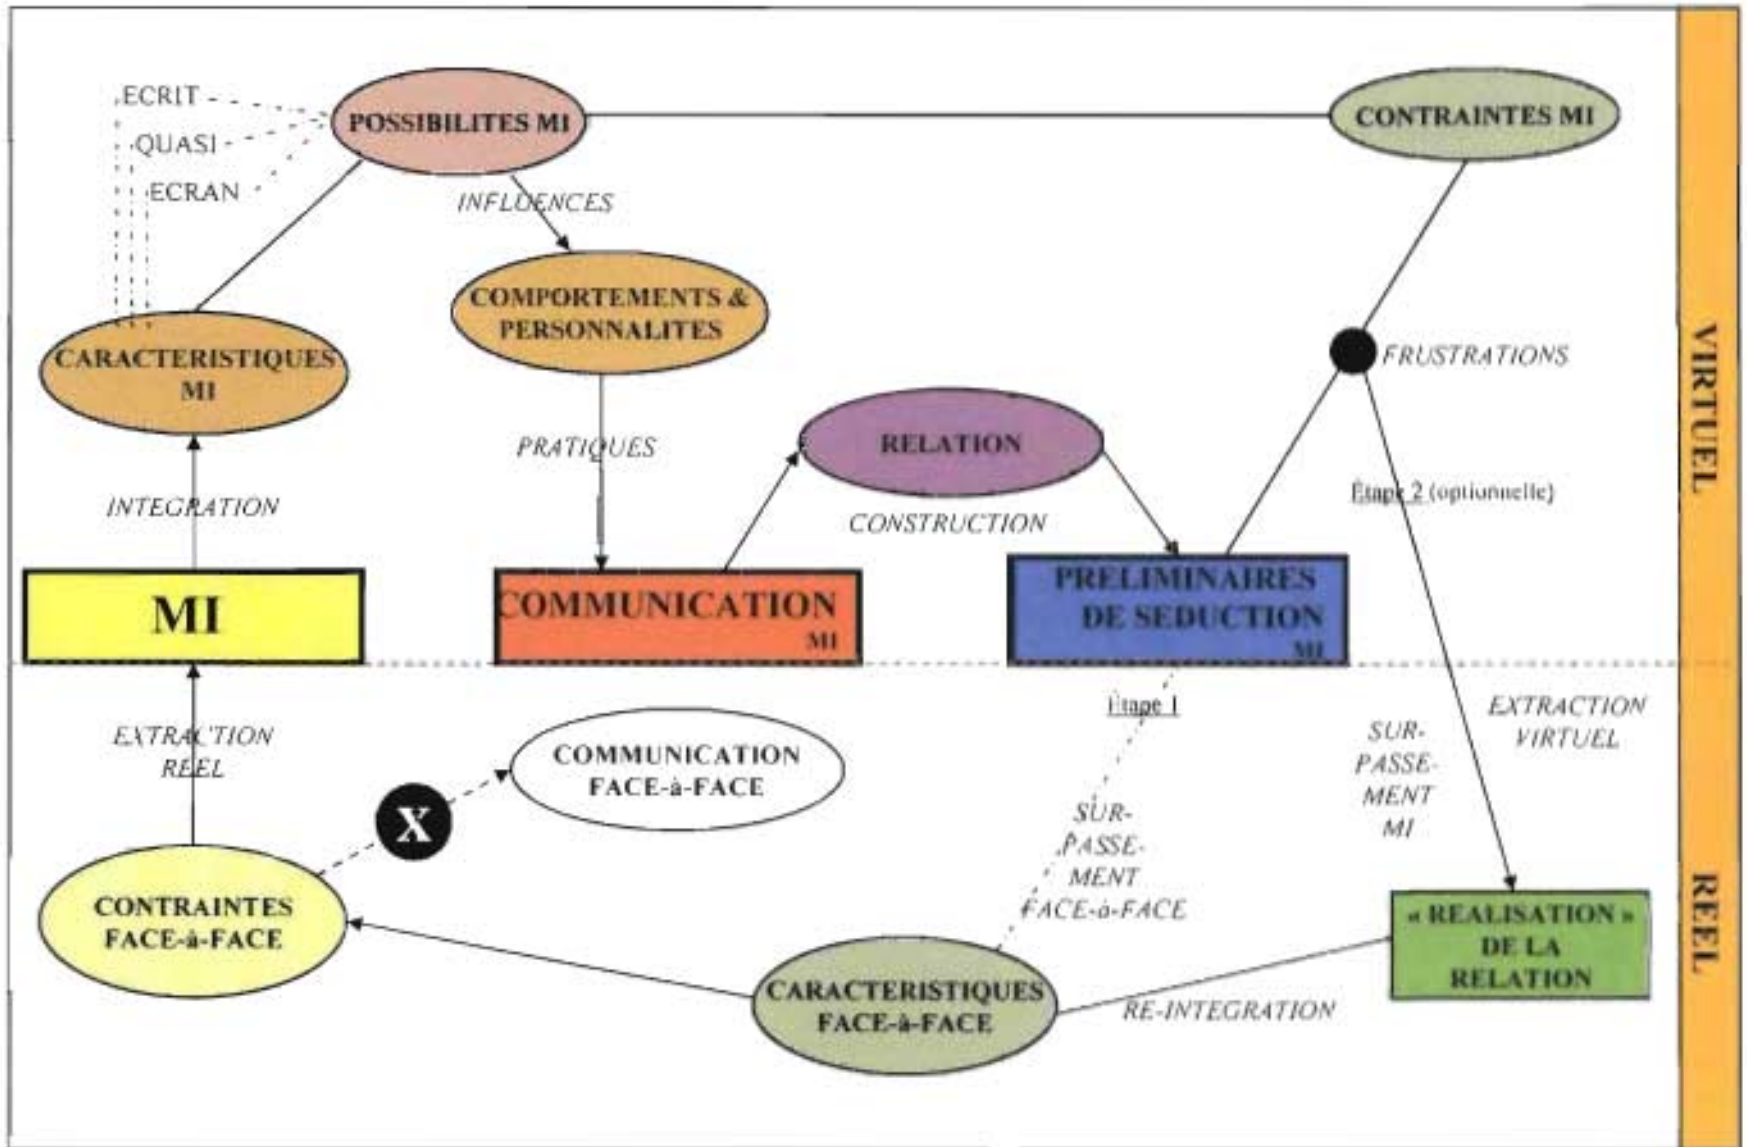 ECRIT
QUASI
ECRAN
POSSIBILITES MI
CONTRAINTES MI
INFLUENCES
COMPORTEMENTS &
PERSONNALITES
CARACTERISTIQUES
MI
FRUSTRATIONS
VIRTUEL
PRATIQUES
RELATION
INTEGRATION
CONSTRUCTION
Étape 2 (optionnelle)
MI
COMMUNICATION
MI
PRELIMINAIRES
DE SEDUCTION
MI
Étape 1
EXTRACTION
REEL
COMMUNICATION
FACE-à-FACE
X
SUR-
PASSE-
MENT
FACE-à-FACE
SUR-
PASSE-
MENT
MI
EXTRACTION
VIRTUEL
CONTRAINTES
FACE-à-FACE
CARACTERISTIQUES
FACE-à-FACE
RE-INTEGRATION
« REALISATION »
DE LA
RELATION
REEL